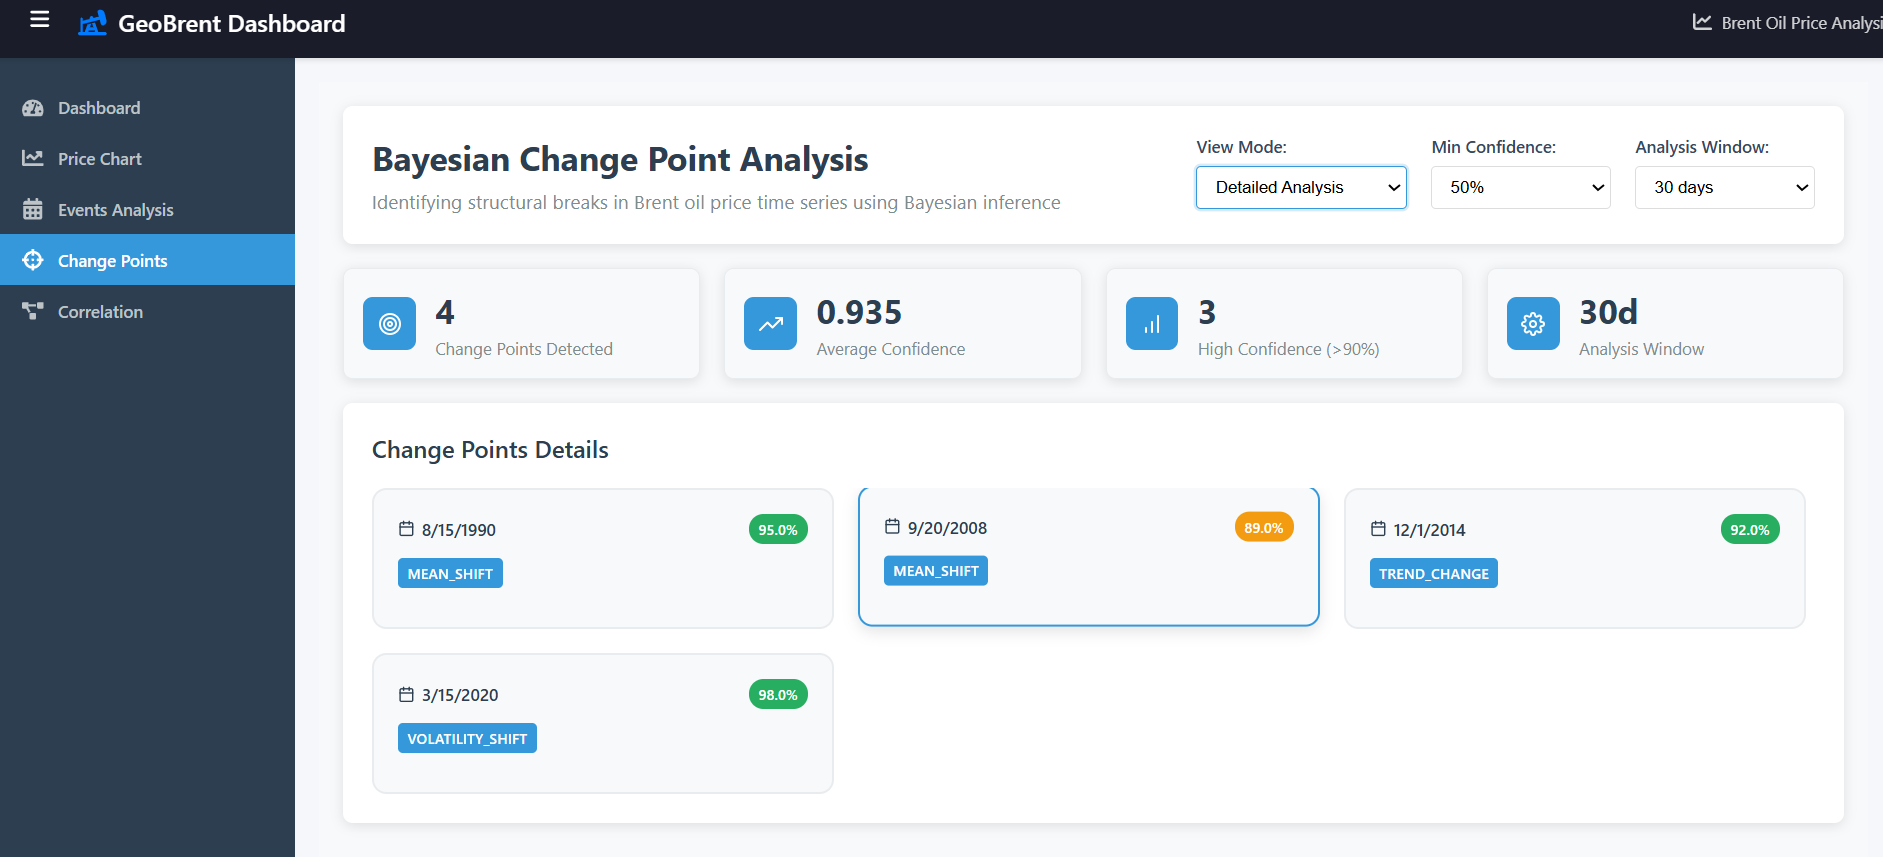 GeoBrent Dashboard
Brent Oil Price Analysi
Dashboard
Price Chart
Events Analysis
Change Points
Correlation
Bayesian Change Point Analysis
Identifying structural breaks in Brent oil price time series using Bayesian inference
View Mode:
Min Confidence:
Analysis Window:
Detailed Analysis
50%
30 days
4
Change Points Detected
0.935
Average Confidence
3
High Confidence (>90%)
30d
Analysis Window
Change Points Details
8/15/1990
95.0%
MEAN_SHIFT
9/20/2008
89.0%
MEAN_SHIFT
12/1/2014
92.0%
TREND_CHANGE
3/15/2020
98.0%
VOLATILITY_SHIFT